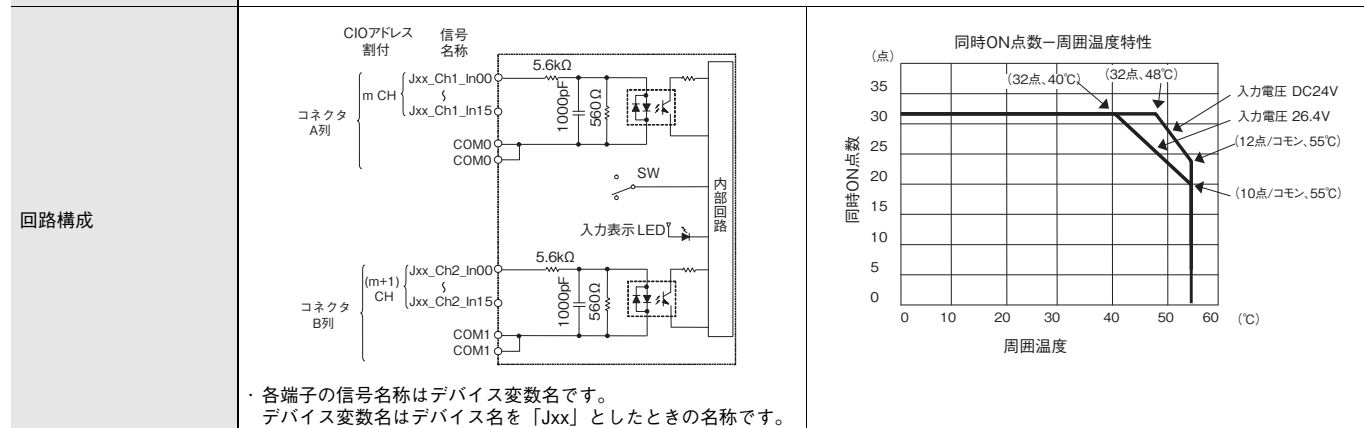 回路構成
CIOアドレス
割付
信号
名称
コネクタ
A列
m CH
Jxx_Ch1_In00
〜
Jxx_Ch1_In15
COM0
COM0
5.6kΩ
1000pF
560Ω
SW
内部回路
入力表示 LED
コネクタ
B列
(m+1)
CH
Jxx_Ch2_In00
〜
Jxx_Ch2_In15
COM1
COM1
5.6kΩ
1000pF
560Ω
・各端子の信号名称はデバイス変数名です。
デバイス変数名はデバイス名を「Jxx」としたときの名称です。
同時ON点数−周囲温度特性
(点)
同時ON点数
35
30
25
20
15
10
5
0
(32点、40℃)
(32点、48℃)
入力電圧 DC24V
入力電圧 26.4V
(12点/コモン、55℃)
(10点/コモン、55℃)
0 10 20 30 40 50 60 (℃)
周囲温度